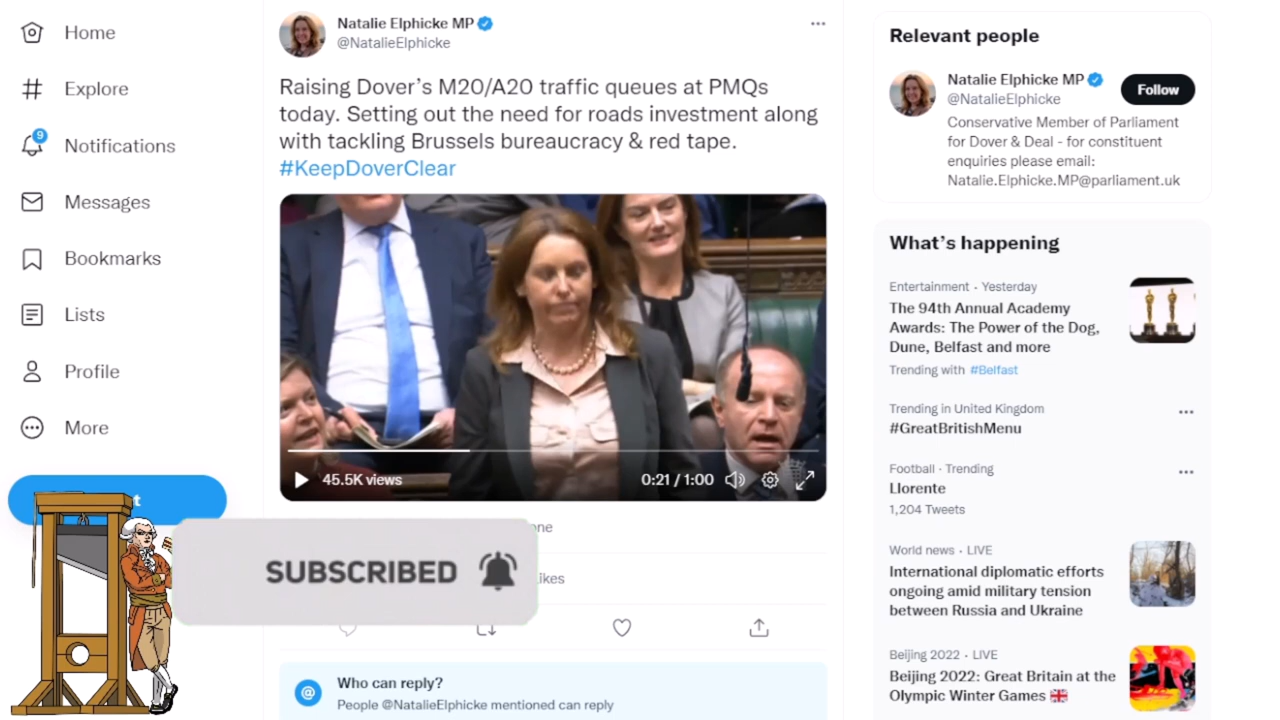 Home
Explore
9
Notifications
Messages
Bookmarks
Lists
Profile
More
t
Natalie Elphicke MP
@NatalieElphicke
Raising Dover's M20/A20 traffic queues at PMQs
today. Setting out the need for roads investment along
with tackling Brussels bureaucracy & red tape.
#KeepDoverClear
45.5K views
0:21 / 1:00
one
ikes
SUBSCRIBED
Who can reply?
People @NatalieElphicke mentioned can reply
Relevant people
Natalie Elphicke MP
@NatalieElphicke
Follow
Conservative Member of Parliament
for Dover & Deal - for constituent
enquiries please email:
Natalie.Elphicke.MP@parliament.uk
What's happening
Entertainment · Yesterday
The 94th Annual Academy
Awards: The Power of the Dog,
Dune, Belfast and more
Trending with #Belfast
Trending in United Kingdom
#GreatBritishMenu
Football · Trending
Llorente
1,204 Tweets
World news · LIVE
International diplomatic efforts
ongoing amid military tension
between Russia and Ukraine
Beijing 2022 · LIVE
Beijing 2022: Great Britain at the
Olympic Winter Games 🇬🇧